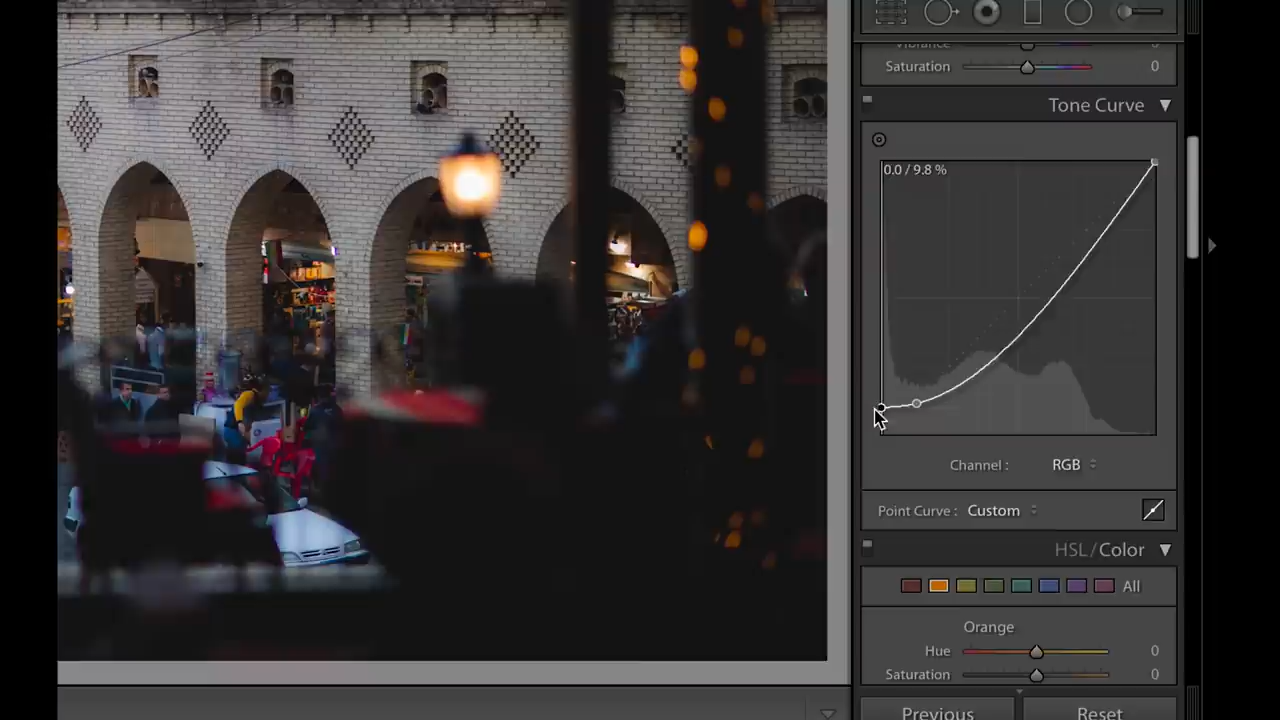 Vibrance 0
Saturation 0
Tone Curve
0.0 / 9.8 %
Channel : RGB
Point Curve : Custom
HSL / Color
All
Orange
Hue 0
Saturation 0
Previous Reset